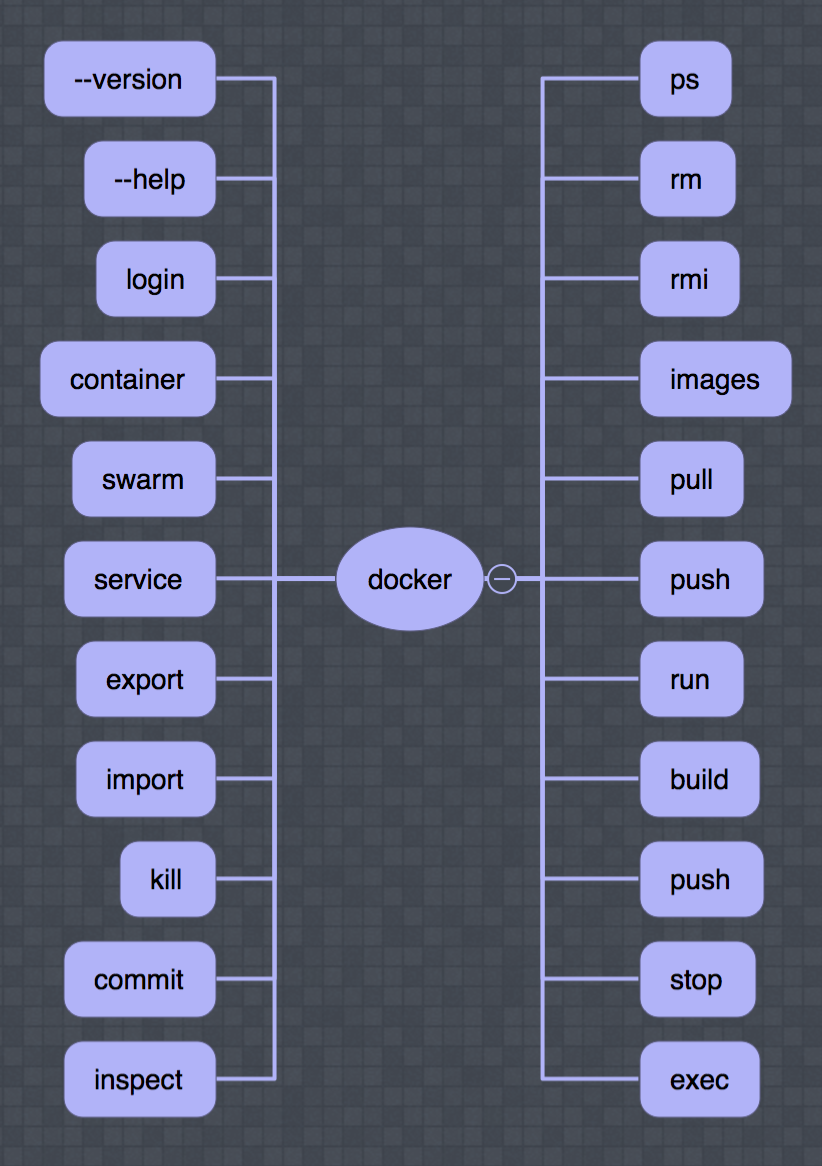 --version
--help
login
container
swarm
service
export
import
kill
commit
inspect
docker
ps
rm
rmi
images
pull
push
run
build
push
stop
exec